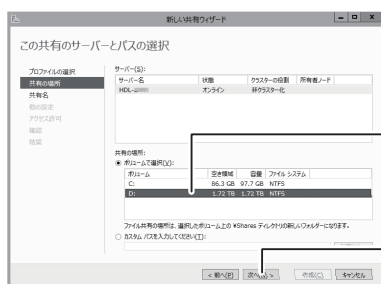 新しい共有ウィザード
この共有のサーバーとパスの選択
プロファイルの選択
共有の場所
共有名
他の設定
アクセス許可
確認
結果
サーバー(S):
サーバー名 状態 クラスターの役割 所有者ノード
HDL- オンライン 非クラスター化
共有の場所:
ボリュームで選択(V):
ボリューム 空き領域 容量 ファイル システム
C: 86.3 GB 97.7 GB NTFS
D: 1.72 TB 1.72 TB NTFS
ファイル共有の場所は、選択したボリューム上の ¥Shares ディレクトリの新しいフォルダーになります。
カスタム パスを入力してください(T):
< 前へ(P) 次へ > 作成(C) キャンセル